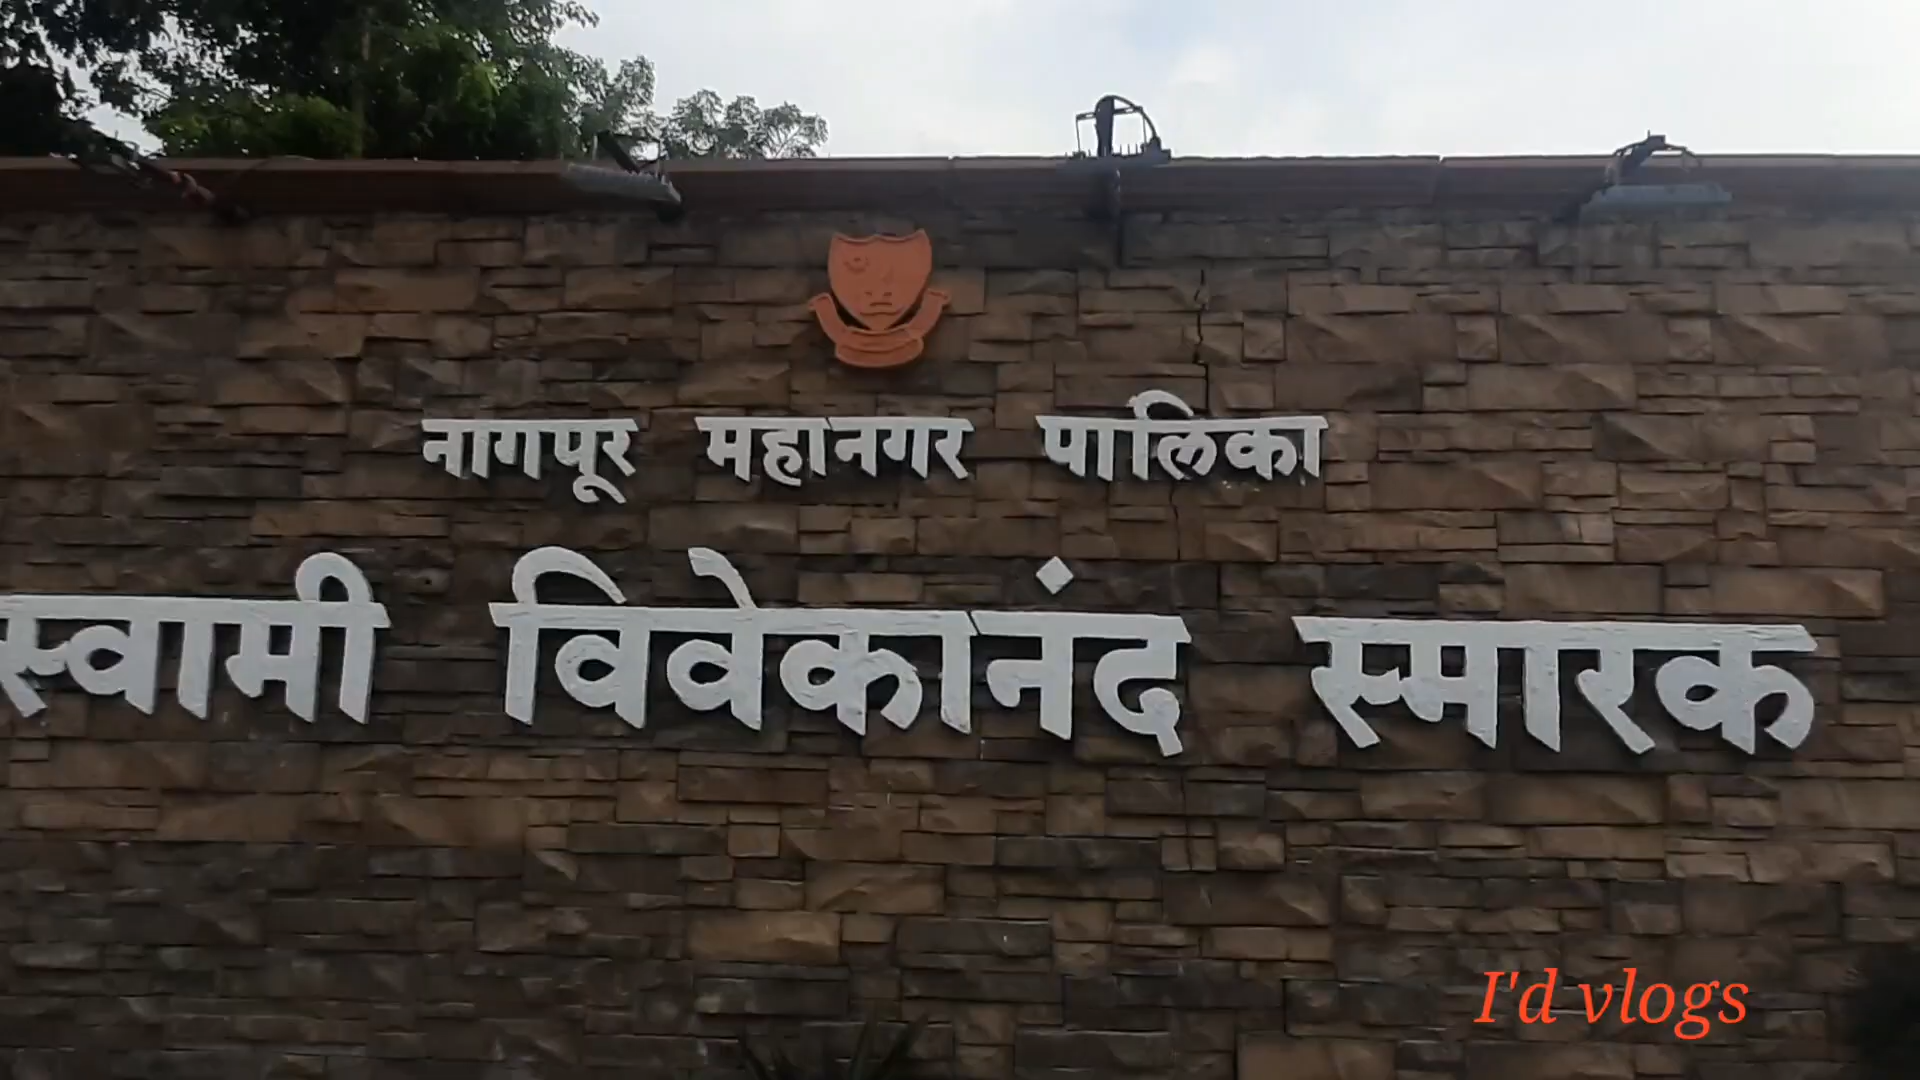 नागपूर महानगर पालिका
स्वामी विवेकानंद स्मारक
I'd vlogs